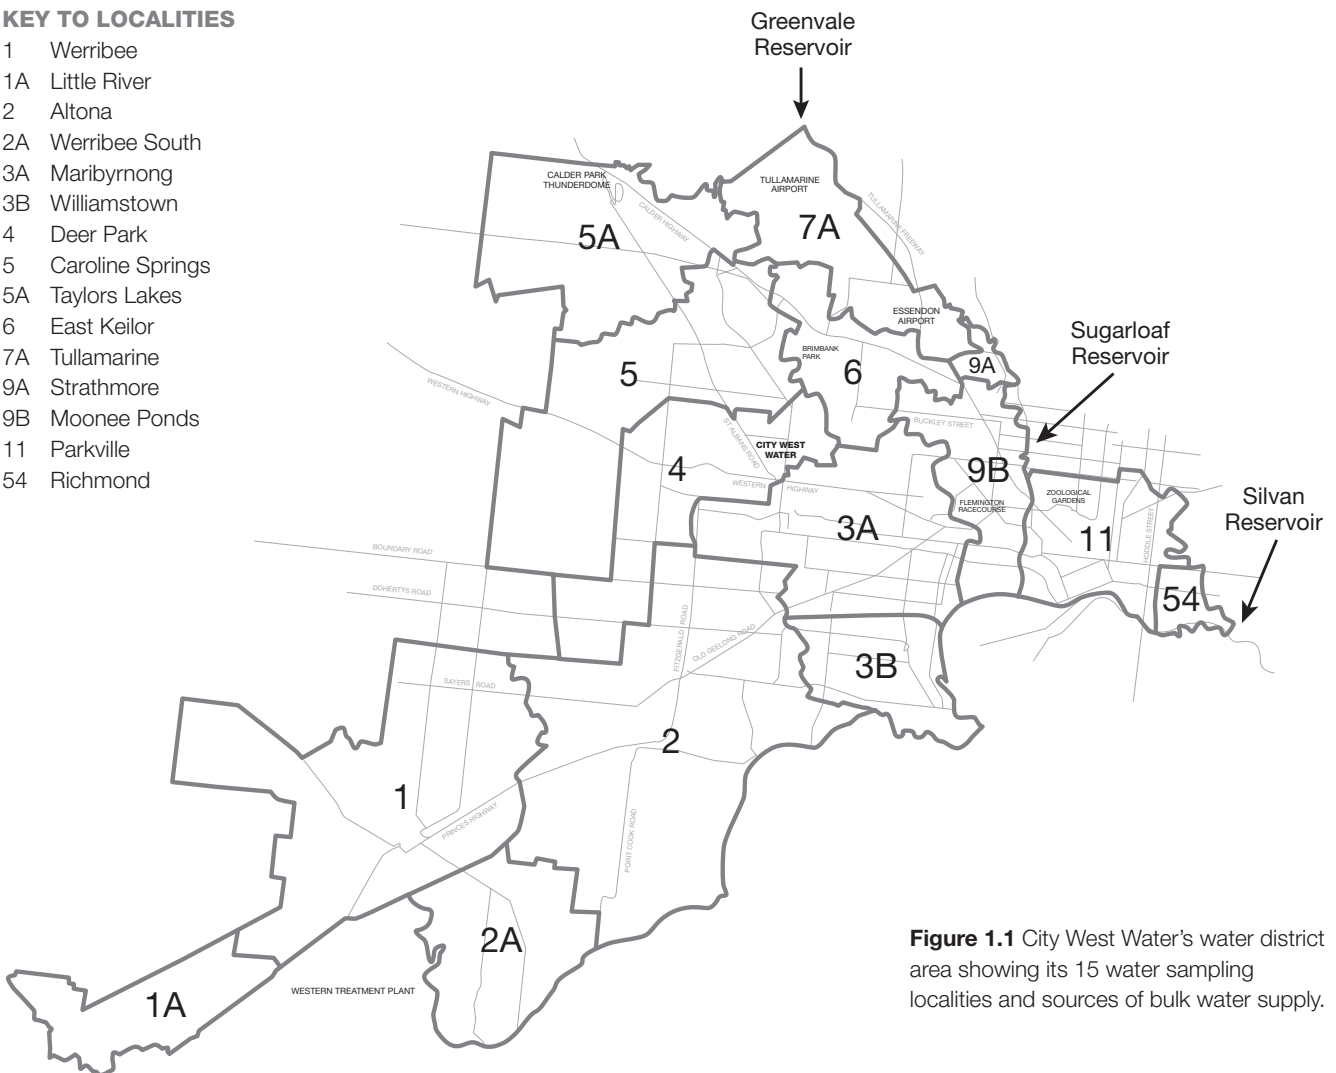 KEY TO LOCALITIES
1 Werribee
1A Little River
2 Altona
2A Werribee South
3A Maribyrnong
3B Williamstown
4 Deer Park
5 Caroline Springs
5A Taylors Lakes
6 East Keilor
7A Tullamarine
9A Strathmore
9B Moonee Ponds
11 Parkville
54 Richmond
Greenvale
Reservoir
CALDER PARK
THUNDERDOME
TULLAMARINE
AIRPORT
CALDER HIGHWAY
TULLAMARINE FREEWAY
5A
7A
ESSENDON
AIRPORT
Sugarloaf
Reservoir
BRIMBANK
PARK
5
6
9A
WESTERN HIGHWAY
BUCKLEY STREET
ST ALBANS ROAD
CITY WEST
WATER
4
9B
WESTERN HIGHWAY
ZOOLOGICAL
GARDENS
FLEMINGTON
RACECOURSE
Silvan
Reservoir
3A
11
HODDLE STREET
BOUNDARY ROAD
DOHERTYS ROAD
54
FITZGERALD ROAD
OLD GEELONG ROAD
3B
SAYERS ROAD
2
1
PRINCES HIGHWAY
POINT COOK ROAD
2A
WESTERN TREATMENT PLANT
1A
Figure 1.1 City West Water’s water district
area showing its 15 water sampling
localities and sources of bulk water supply.